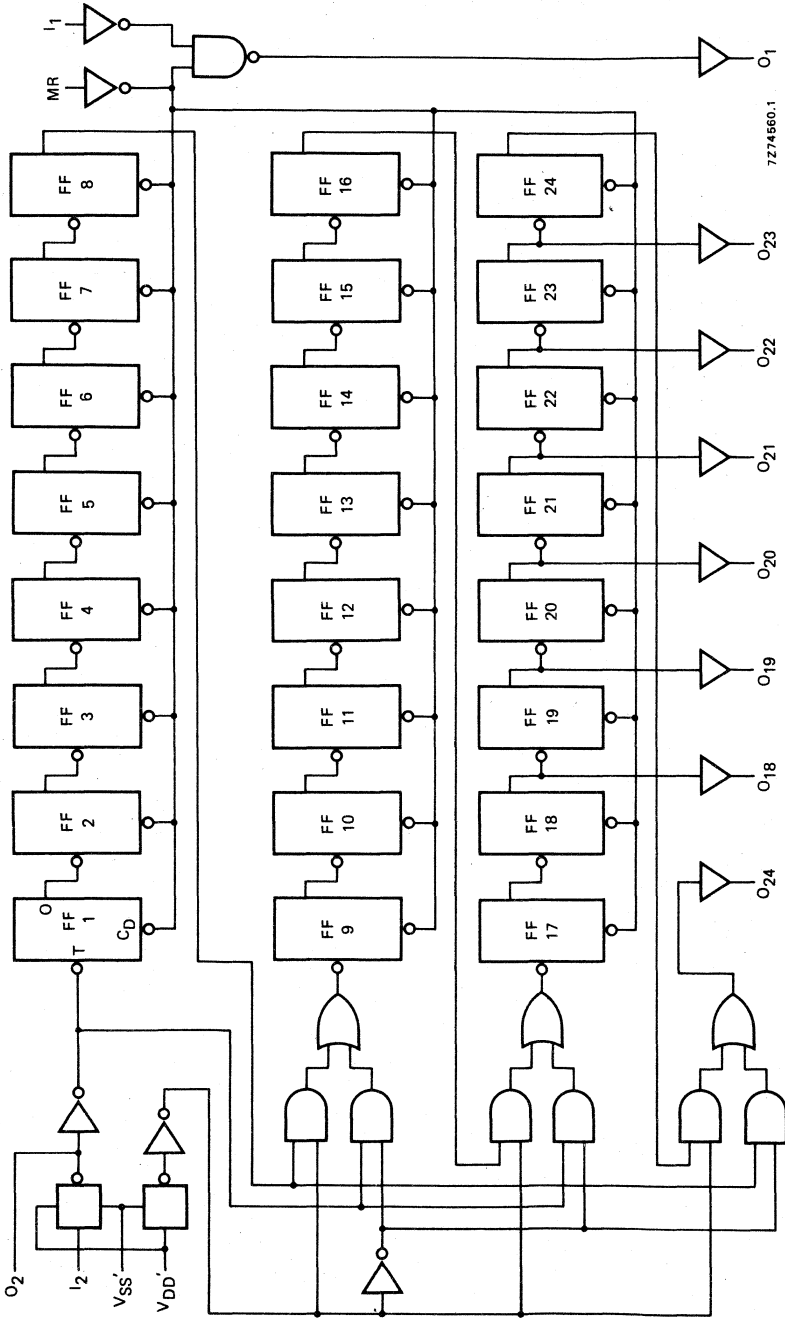 O2
I2
VSS'
VDD'
T
O
CD
FF
1
FF
2
FF
3
FF
4
FF
5
FF
6
FF
7
FF
8
MR
I1
FF
9
FF
10
FF
11
FF
12
FF
13
FF
14
FF
15
FF
16
FF
17
FF
18
FF
19
FF
20
FF
21
FF
22
FF
23
FF
24
O24
O18
O19
O20
O21
O22
O23
O1
7Z74560.1